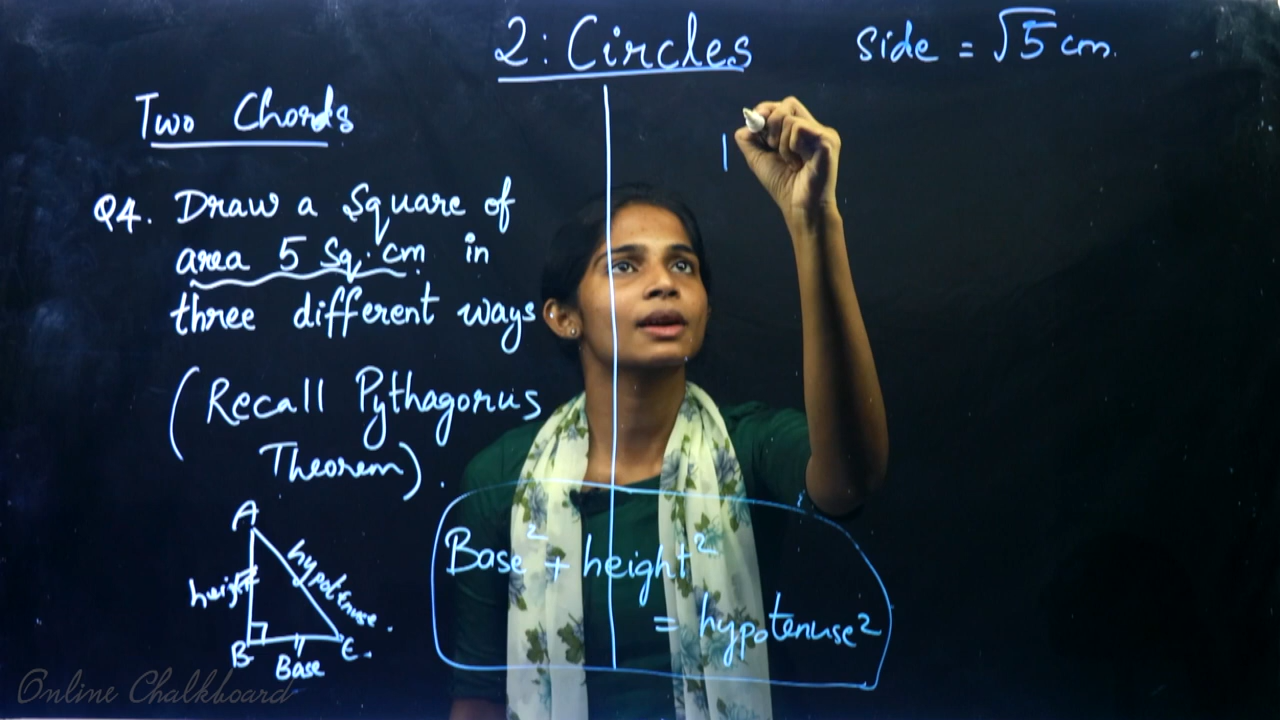 2: Circles
side = √5 cm.
Two Chords
Q4. Draw a Square of
area 5 Sq. cm in
three different ways
(Recall Pythagorus
Theorem).
A
height
hypotenuse.
B
Base
C.
Base² + height²
= hypotenuse²
1
Online Chalkboard